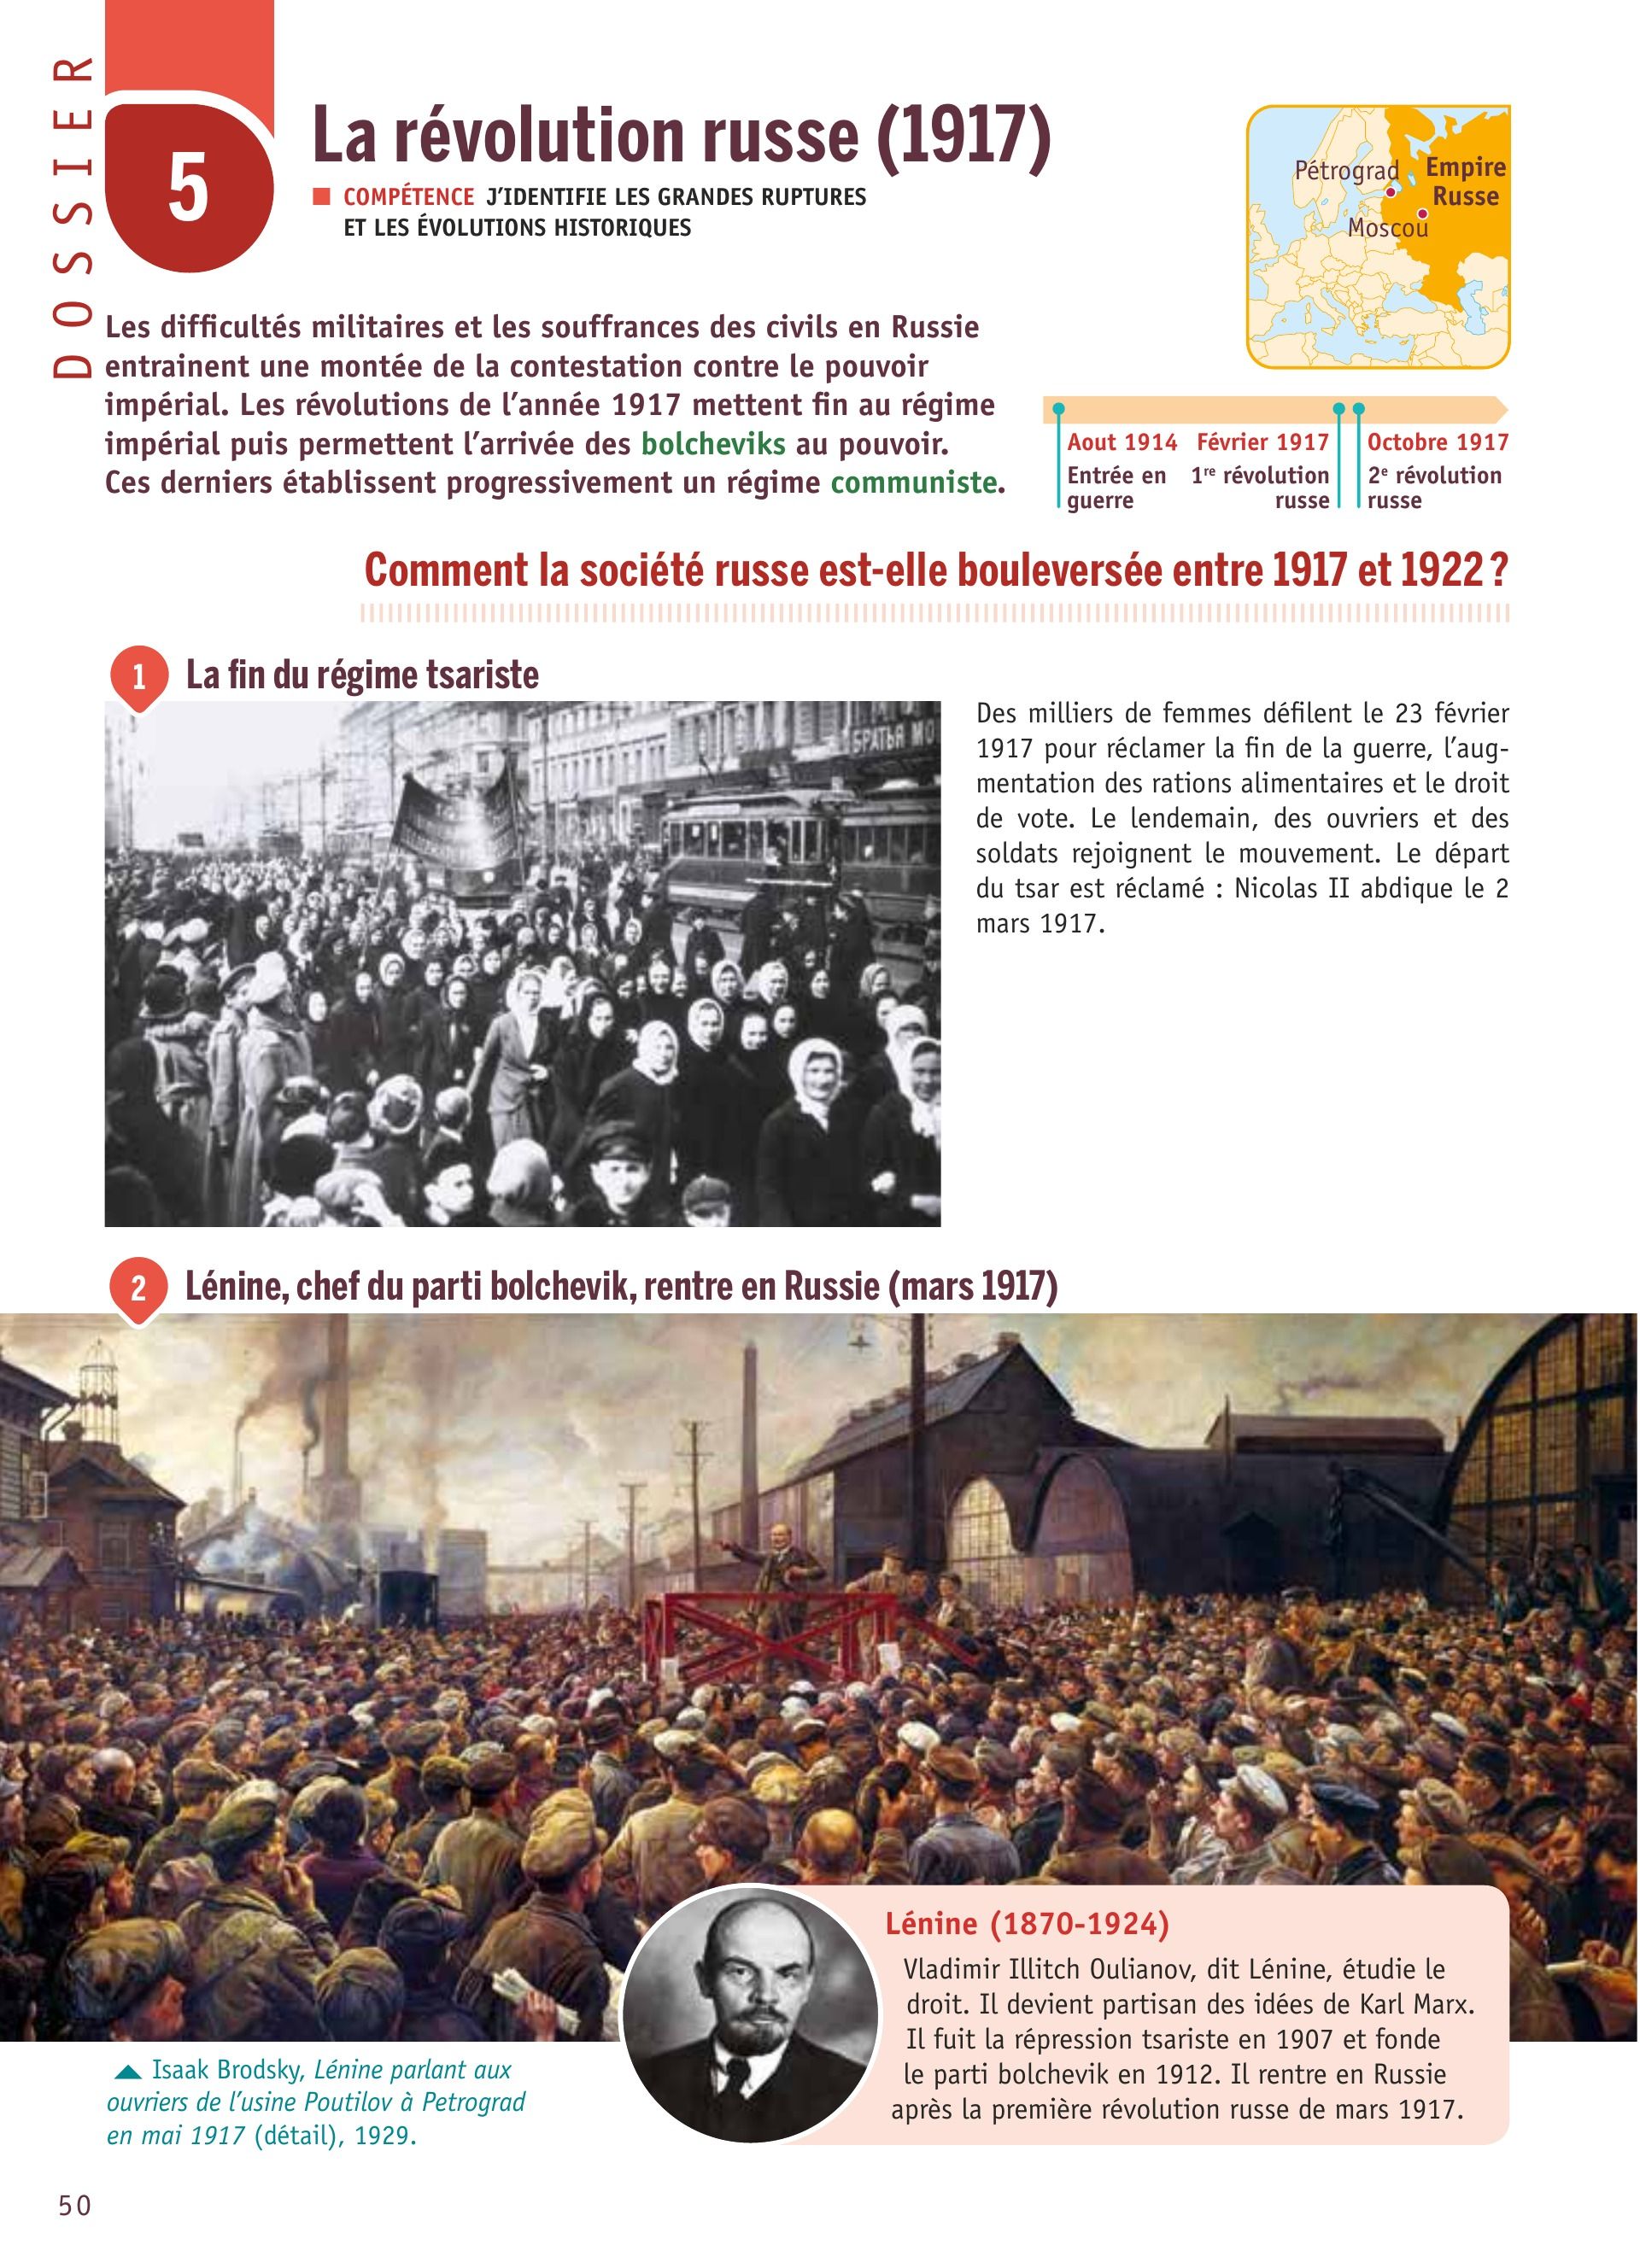 DOSSIER
5
La révolution russe (1917)
COMPÉTENCE J'IDENTIFIE LES GRANDES RUPTURES
ET LES ÉVOLUTIONS HISTORIQUES
Pétrograd
Empire
Russe
Moscou
Les difficultés militaires et les souffrances des civils en Russie
entrainent une montée de la contestation contre le pouvoir
impérial. Les révolutions de l'année 1917 mettent fin au régime
impérial puis permettent l'arrivée des bolcheviks au pouvoir.
Ces derniers établissent progressivement un régime communiste.
Aout 1914
Entrée en
guerre
Février 1917
1re révolution
russe
Octobre 1917
2e révolution
russe
Comment la société russe est-elle bouleversée entre 1917 et 1922 ?
1 La fin du régime tsariste
БРАТЬЯ МО
Des milliers de femmes défilent le 23 février
1917 pour réclamer la fin de la guerre, l'aug-
mentation des rations alimentaires et le droit
de vote. Le lendemain, des ouvriers et des
soldats rejoignent le mouvement. Le départ
du tsar est réclamé : Nicolas II abdique le 2
mars 1917.
2 Lénine, chef du parti bolchevik, rentre en Russie (mars 1917)
Lénine (1870-1924)
Vladimir Illitch Oulianov, dit Lénine, étudie le
droit. Il devient partisan des idées de Karl Marx.
Il fuit la répression tsariste en 1907 et fonde
le parti bolchevik en 1912. Il rentre en Russie
après la première révolution russe de mars 1917.
Isaak Brodsky, Lénine parlant aux
ouvriers de l'usine Poutilov à Petrograd
en mai 1917 (détail), 1929.
50